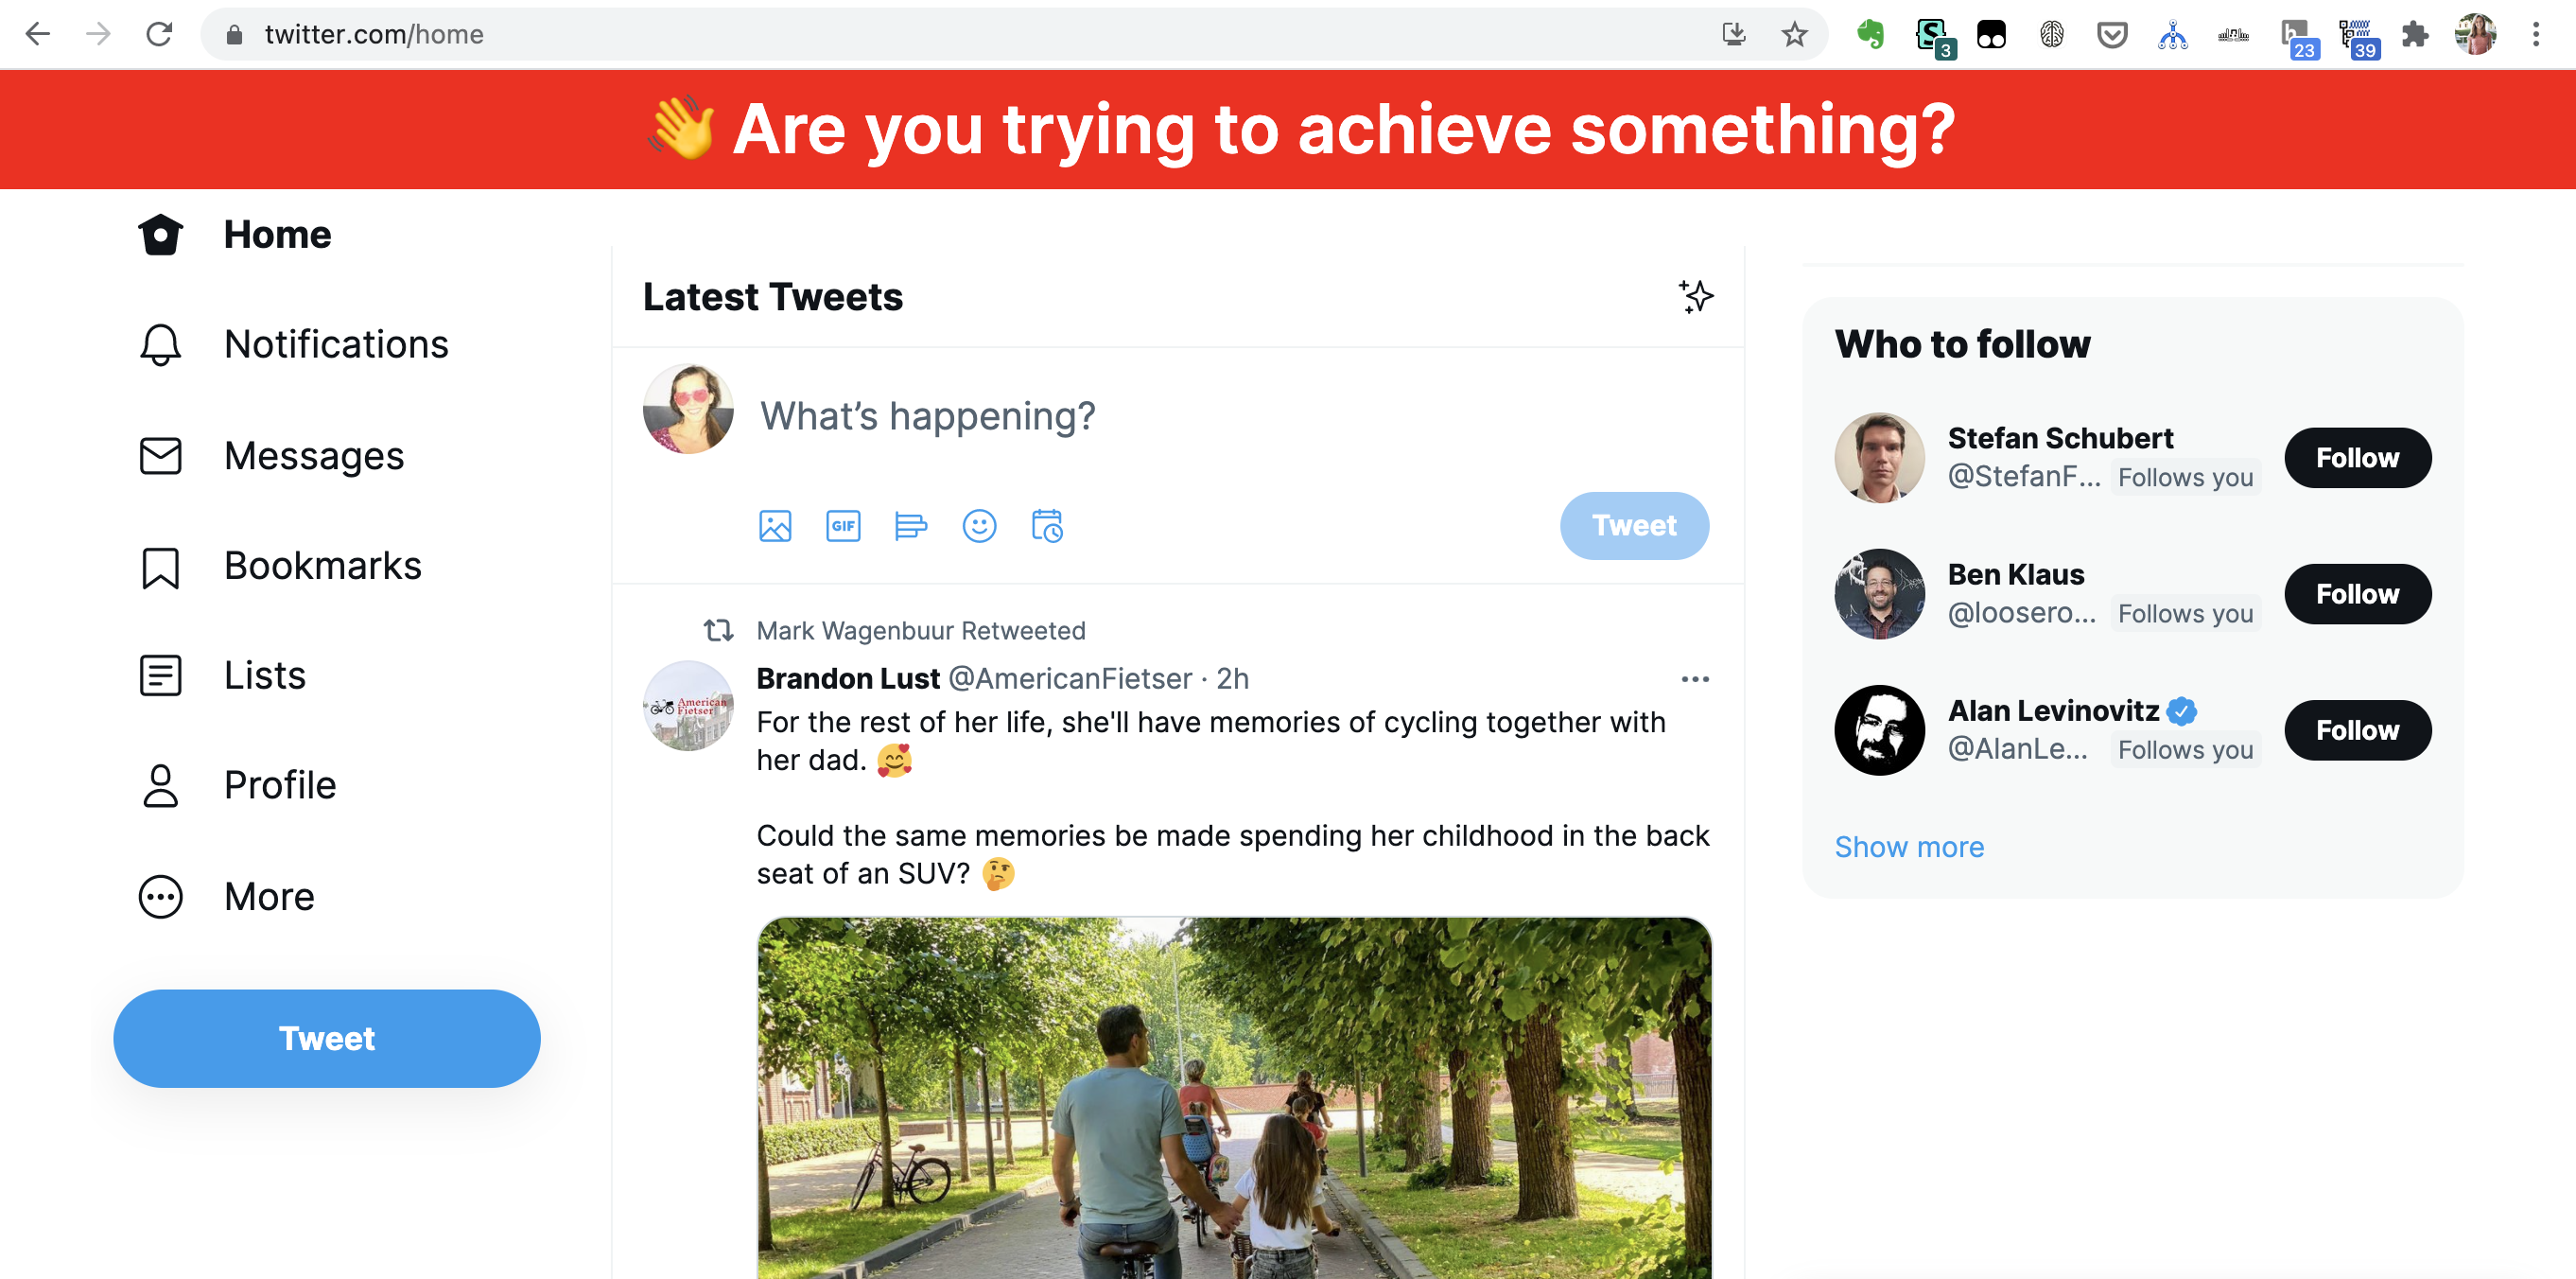 twitter.com/home
3
23
39
👋 Are you trying to achieve something?
Home
Notifications
Messages
Bookmarks
Lists
Profile
More
Tweet
Latest Tweets
What's happening?
GIF
Tweet
Mark Wagenbuur Retweeted
Brandon Lust @AmericanFietser · 2h
American
Fietser
For the rest of her life, she'll have memories of cycling together with
her dad. 🥰
Could the same memories be made spending her childhood in the back
seat of an SUV? 🤔
Who to follow
Stefan Schubert
@StefanF... Follows you
Follow
Ben Klaus
@loosero... Follows you
Follow
Alan Levinovitz
@AlanLe... Follows you
Follow
Show more